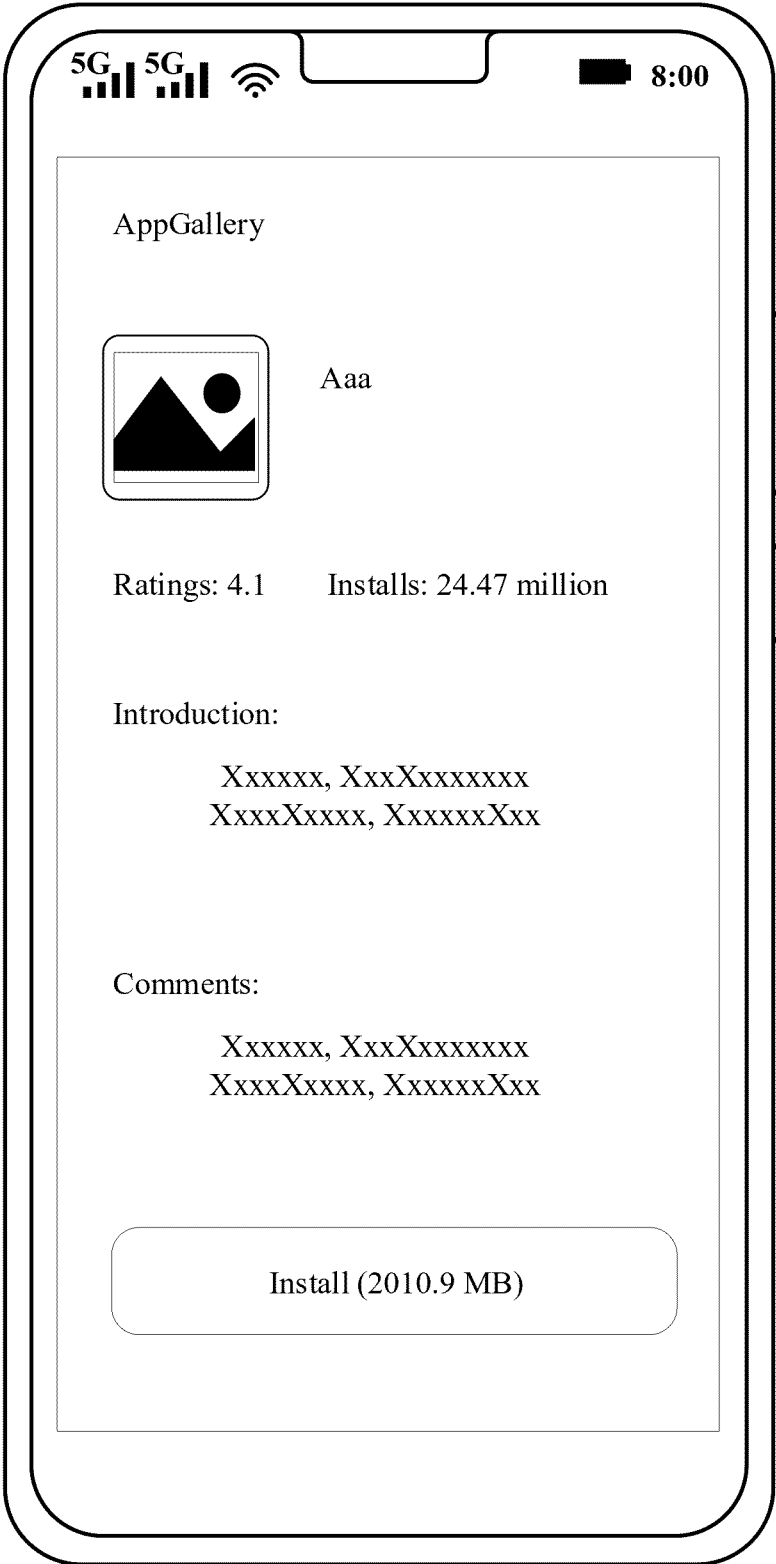 5G 5G 8:00
AppGallery
Aaa
Ratings: 4.1 Installs: 24.47 million
Introduction:
Xxxxxx, XxxXxxxxxxx
XxxxXxxxx, XxxxxxXxx
Comments:
Xxxxxx, XxxXxxxxxxx
XxxxXxxxx, XxxxxxXxx
Install (2010.9 MB)